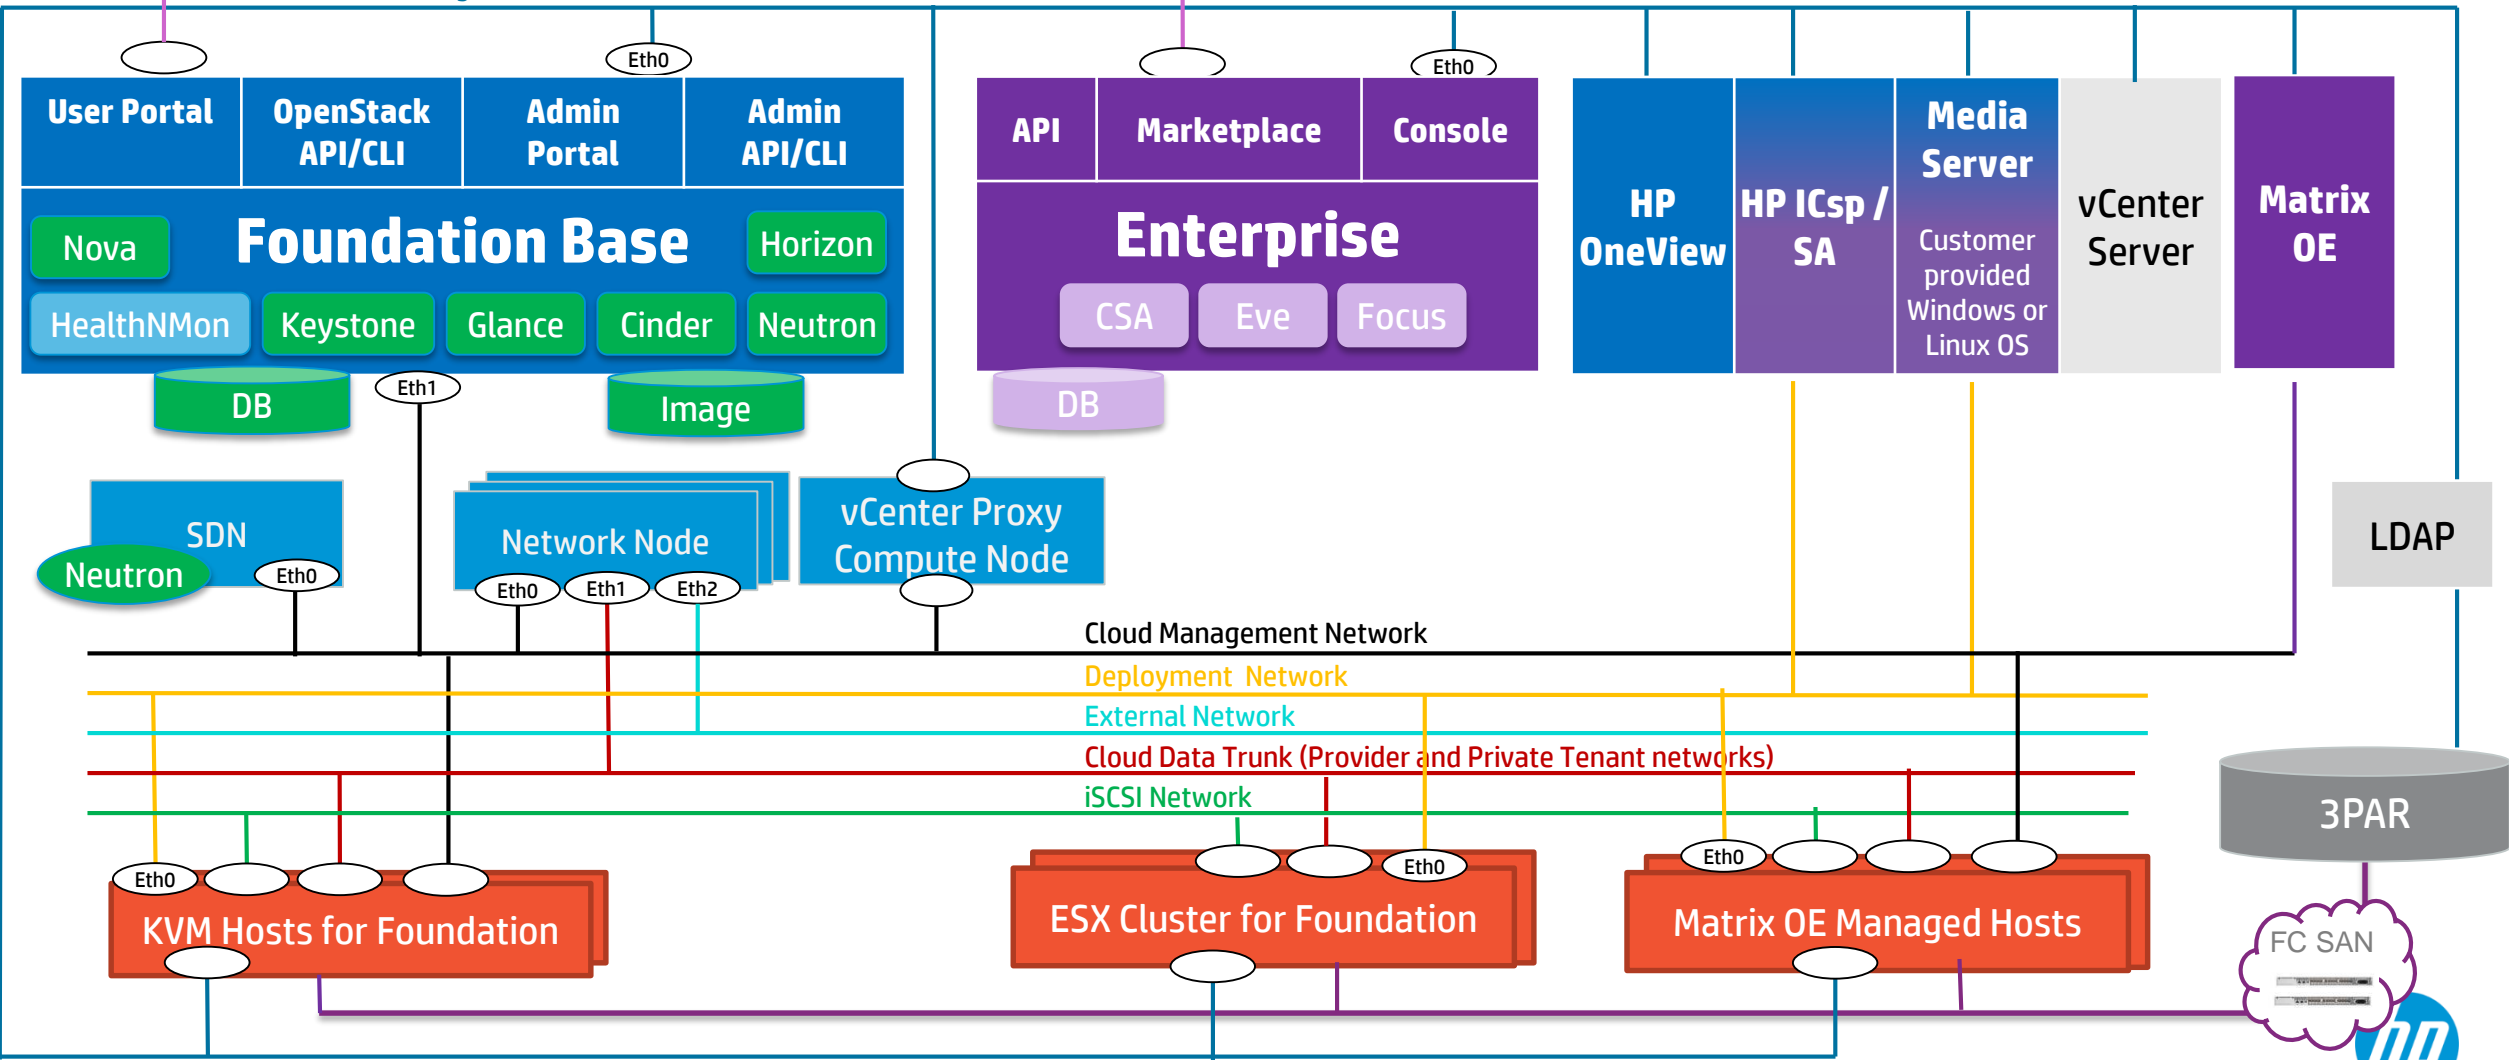 Eth0
Eth0
User Portal
OpenStack
API/CLI
Admin
Portal
Admin
API/CLI
API
Marketplace
Console
Foundation Base
Nova
Horizon
HealthNMon
Keystone
Glance
Cinder
Neutron
DB
Eth1
Image
Enterprise
CSA
Eve
Focus
DB
HP
OneView
HP ICsp /
SA
Media
Server
Customer
provided
Windows or
Linux OS
vCenter
Server
Matrix
OE
SDN
Neutron
Eth0
Network Node
Eth0
Eth1
Eth2
vCenter Proxy
Compute Node
LDAP
Cloud Management Network
Deployment Network
External Network
Cloud Data Trunk (Provider and Private Tenant networks)
iSCSI Network
3PAR
Eth0
KVM Hosts for Foundation
Eth0
ESX Cluster for Foundation
Eth0
Matrix OE Managed Hosts
FC SAN
hp